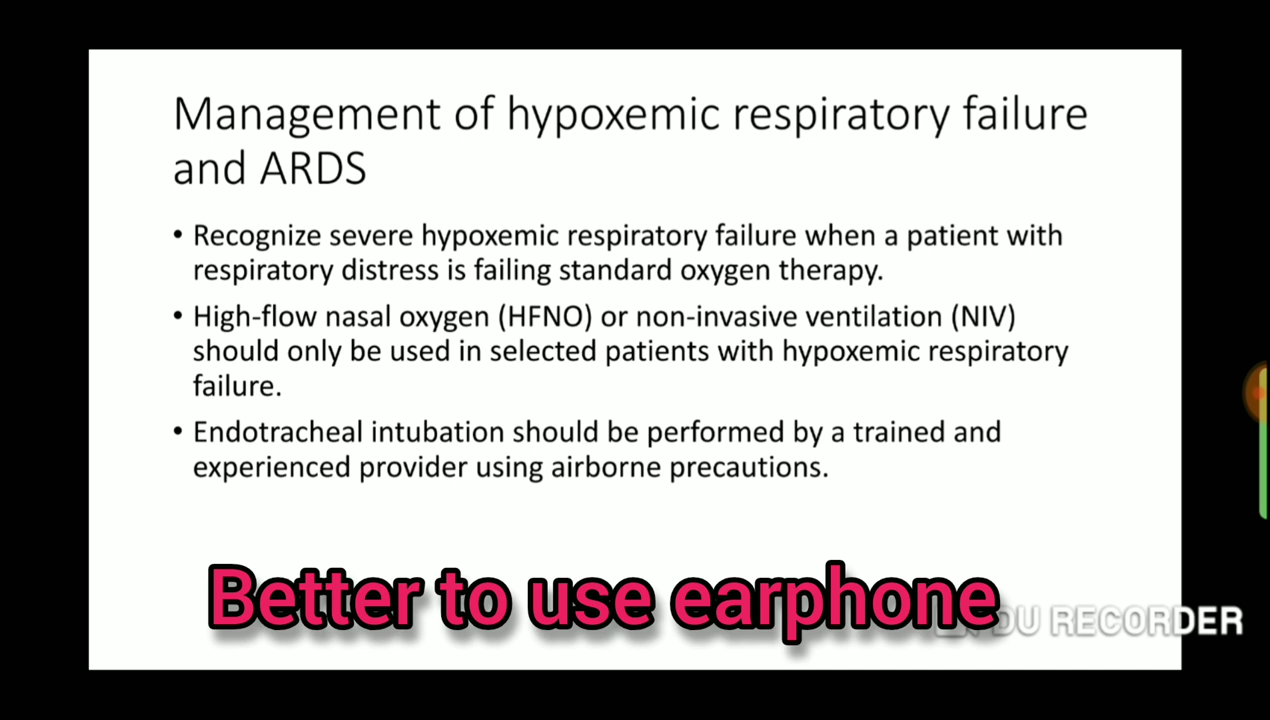 Management of hypoxemic respiratory failure
and ARDS
• Recognize severe hypoxemic respiratory failure when a patient with
respiratory distress is failing standard oxygen therapy.
• High-flow nasal oxygen (HFNO) or non-invasive ventilation (NIV)
should only be used in selected patients with hypoxemic respiratory
failure.
• Endotracheal intubation should be performed by a trained and
experienced provider using airborne precautions.
Better to use earphone
DU RECORDER